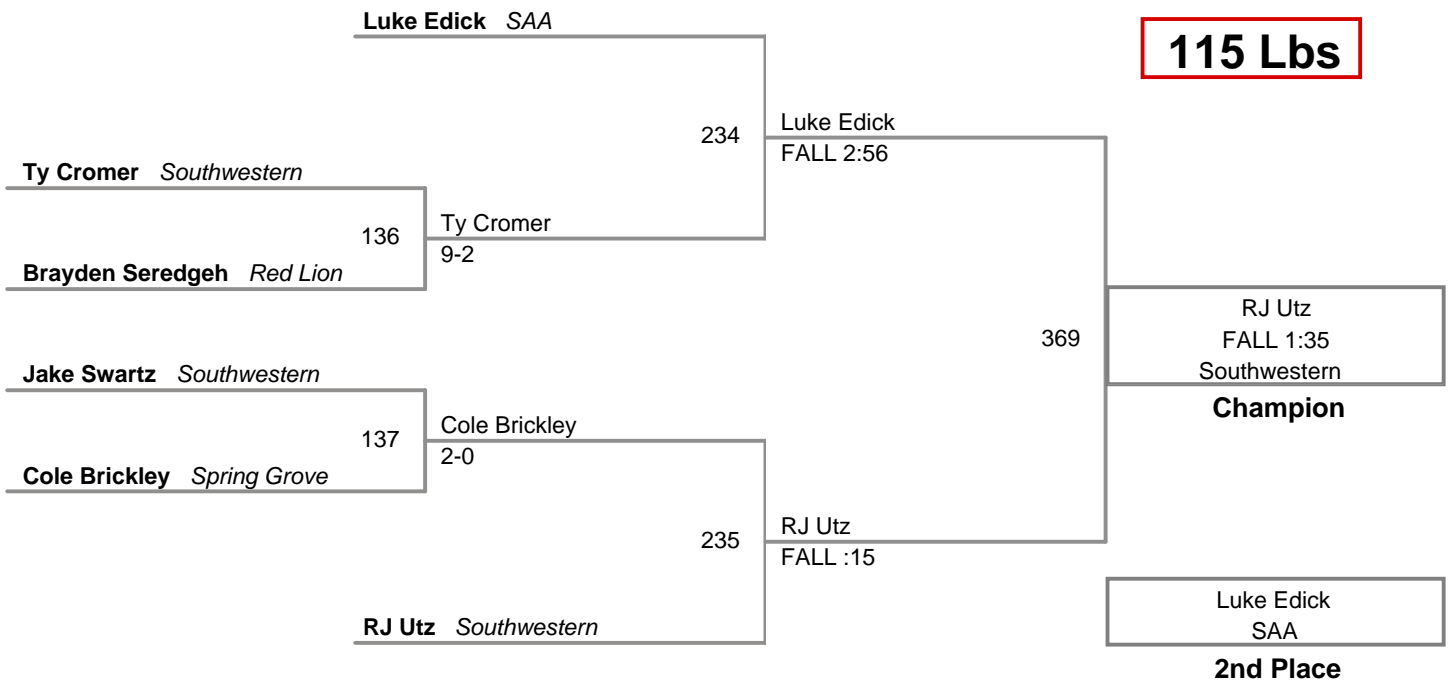 Luke Edick SAA
115 Lbs
234
Luke Edick
FALL 2:56
Ty Cromer Southwestern
136
Ty Cromer
9-2
Brayden Seredgeh Red Lion
369
RJ Utz
FALL 1:35
Southwestern
Champion
Jake Swartz Southwestern
137
Cole Brickley
2-0
Cole Brickley Spring Grove
235
RJ Utz
FALL :15
RJ Utz Southwestern
Luke Edick
SAA
2nd Place